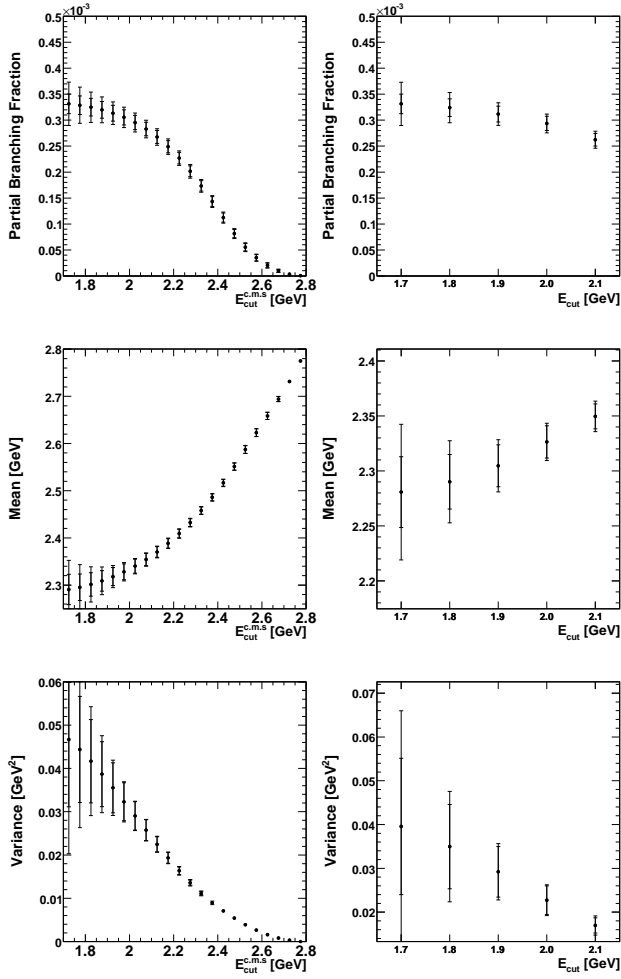 ×10⁻³
0.5
0.45
0.4
0.35
0.3
0.25
0.2
0.15
0.1
0.05
0
Partial Branching Fraction
1.8 2 2.2 2.4 2.6 2.8
E_cut^c.m.s [GeV]
×10⁻³
0.5
0.45
0.4
0.35
0.3
0.25
0.2
0.15
0.1
0.05
0
Partial Branching Fraction
1.7 1.8 1.9 2.0 2.1
E_cut [GeV]
2.8
2.7
2.6
2.5
2.4
2.3
Mean [GeV]
1.8 2 2.2 2.4 2.6 2.8
E_cut^c.m.s [GeV]
2.4
2.35
2.3
2.25
2.2
Mean [GeV]
1.7 1.8 1.9 2.0 2.1
E_cut [GeV]
0.06
0.05
0.04
0.03
0.02
0.01
0
Variance [GeV²]
1.8 2 2.2 2.4 2.6 2.8
E_cut^c.m.s [GeV]
0.07
0.06
0.05
0.04
0.03
0.02
Variance [GeV²]
1.7 1.8 1.9 2.0 2.1
E_cut [GeV]